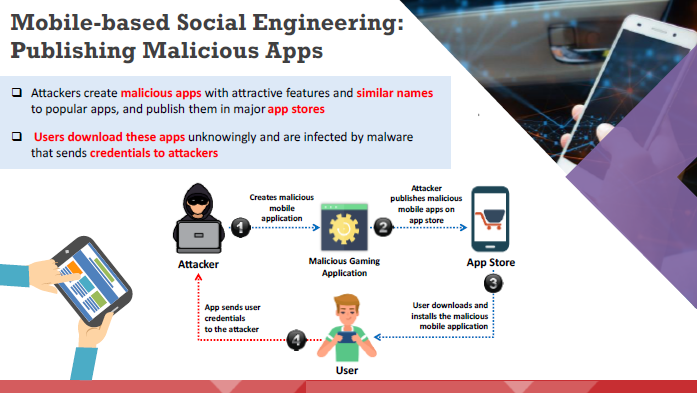 Mobile-based Social Engineering:
Publishing Malicious Apps
❑ Attackers create malicious apps with attractive features and similar names
to popular apps, and publish them in major app stores
❑ Users download these apps unknowingly and are infected by malware
that sends credentials to attackers
Attacker
1
Creates malicious
mobile
application
Malicious Gaming
Application
2
Attacker
publishes malicious
mobile apps on
app store
App Store
3
User downloads and
installs the malicious
mobile application
User
4
App sends user
credentials
to the attacker